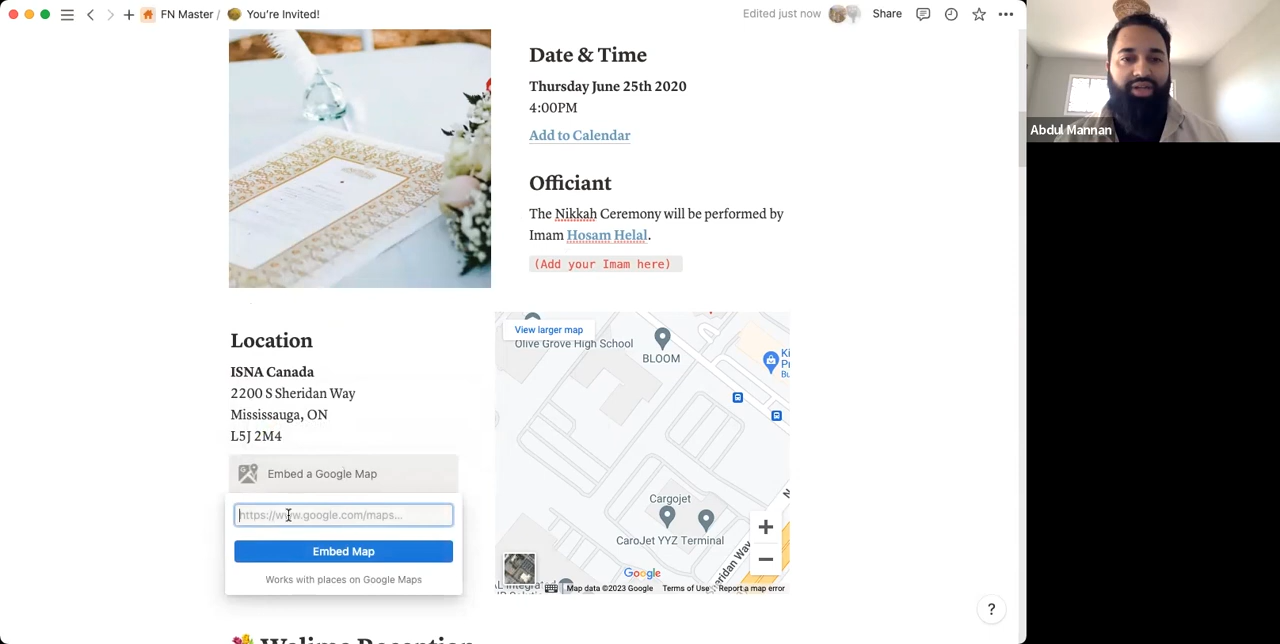 FN Master / You're Invited!
Edited just now
Share
Abdul Mannan
Date & Time
Thursday June 25th 2020
4:00PM
Add to Calendar
Officiant
The Nikkah Ceremony will be performed by
Imam Hosam Helal.
(Add your Imam here)
Location
ISNA Canada
2200 S Sheridan Way
Mississauga, ON
L5J 2M4
Embed a Google Map
https://www.google.com/maps...
Embed Map
Works with places on Google Maps
View larger map
Olive Grove High School
BLOOM
Cargojet
CaroJet YYZ Terminal
Google
Map data ©2023 Google
Terms of Use
Report a map error
?
Walima Reception